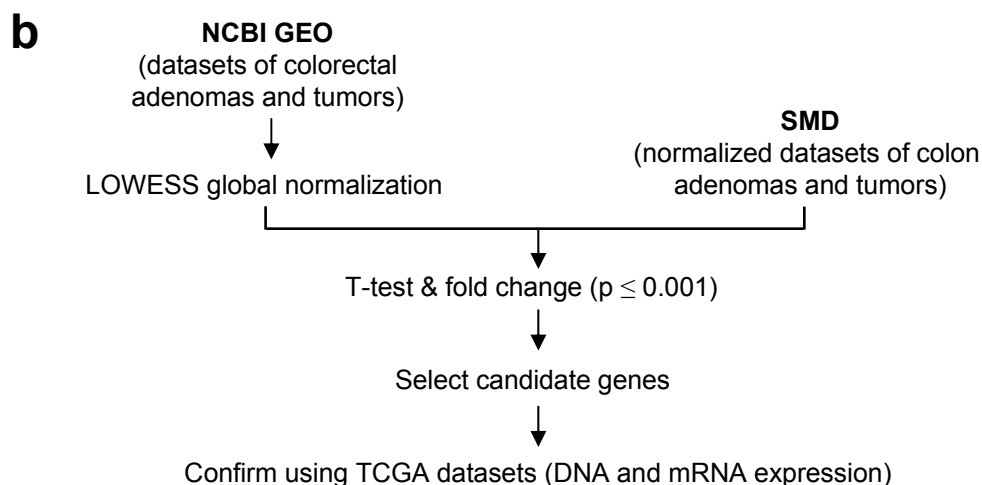 b
NCBI GEO
(datasets of colorectal
adenomas and tumors)
SMD
(normalized datasets of colon
adenomas and tumors)
LOWESS global normalization
T-test & fold change (p ≤ 0.001)
Select candidate genes
Confirm using TCGA datasets (DNA and mRNA expression)